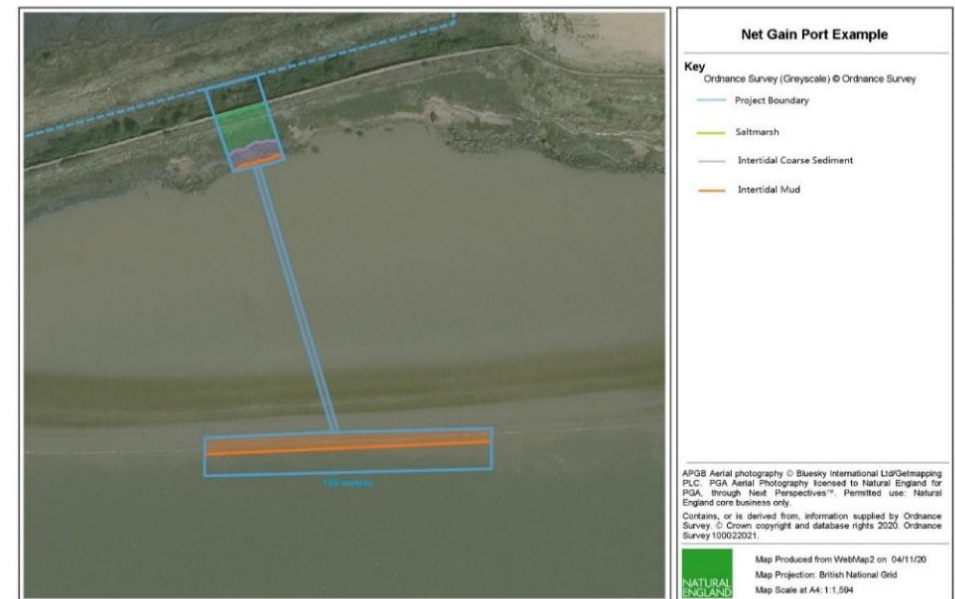 Net Gain Port Example
Key
Ordnance Survey (Greyscale) © Ordnance Survey
Project Boundary
Saltmarsh
Intertidal Coarse Sediment
Intertidal Mud
APGB Aerial photography © Bluesky International Ltd/Getmapping
PLC. PGA Aerial Photography licensed to Natural England for
PGA, through Next Perspectives™. Permitted use: Natural
England core business only.
Contains, or is derived from, information supplied by Ordnance
Survey. © Crown copyright and database rights 2020. Ordnance
Survey 100022021.
NATURAL
ENGLAND
Map Produced from WebMap2 on 04/11/20
Map Projection: British National Grid
Map Scale at A4: 1:1,594
metres